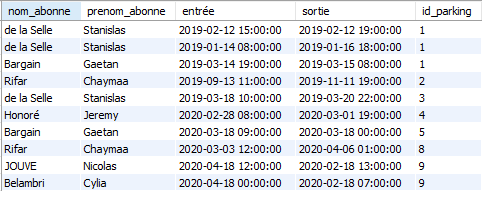 nom_abonne prenom_abonne entrée sortie id_parking
de la Selle Stanislas 2019-02-12 15:00:00 2019-02-12 19:00:00 1
de la Selle Stanislas 2019-01-14 08:00:00 2019-01-16 18:00:00 1
Bargain Gaetan 2019-03-14 19:00:00 2019-03-15 08:00:00 1
Rifar Chaymaa 2019-09-13 11:00:00 2019-11-11 19:00:00 2
de la Selle Stanislas 2019-03-18 10:00:00 2019-03-20 22:00:00 3
Honoré Jeremy 2020-02-28 08:00:00 2020-03-01 19:00:00 4
Bargain Gaetan 2020-03-18 09:00:00 2020-03-18 00:00:00 5
Rifar Chaymaa 2020-03-03 12:00:00 2020-04-06 01:00:00 8
JOUVE Nicolas 2020-04-18 12:00:00 2020-02-18 13:00:00 9
Belambri Cylia 2020-04-18 00:00:00 2020-02-18 07:00:00 9